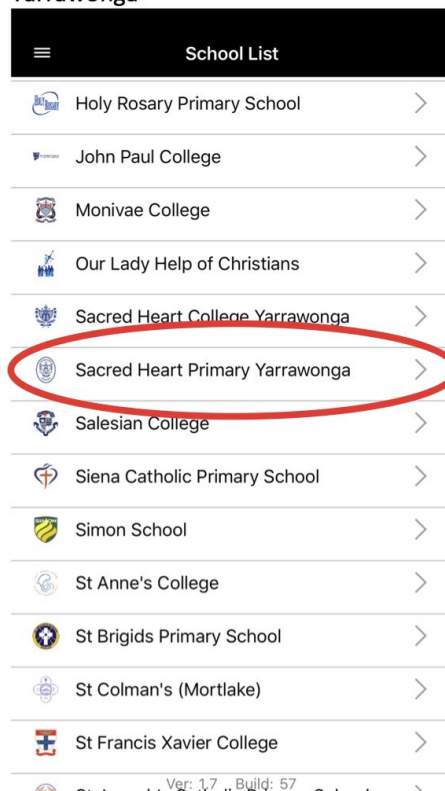 School List
Holy Rosary Primary School
John Paul College
Monivae College
Our Lady Help of Christians
Sacred Heart College Yarrawonga
Sacred Heart Primary Yarrawonga
Salesian College
Siena Catholic Primary School
Simon School
St Anne's College
St Brigids Primary School
St Colman's (Mortlake)
St Francis Xavier College
Ver: 1.7 Build: 57